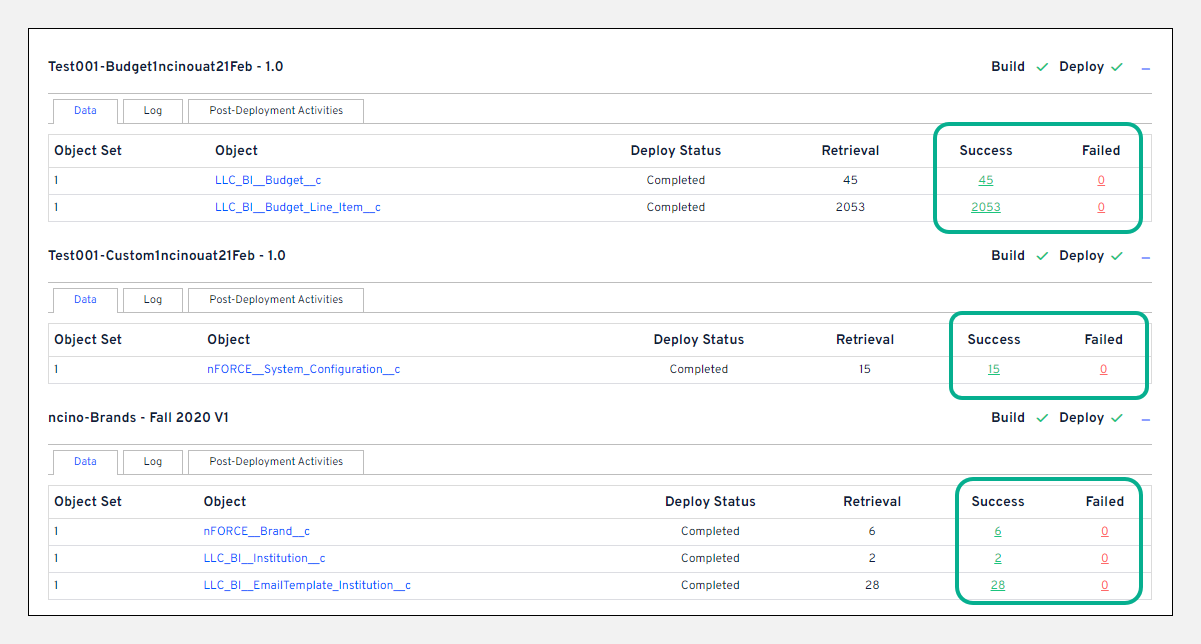 Test001-Budget1ncinouat21Feb - 1.0 Build Deploy
Data Log Post-Deployment Activities
Object Set Object Deploy Status Retrieval Success Failed
1 LLC_BI__Budget__c Completed 45 45 0
1 LLC_BI__Budget_Line_Item__c Completed 2053 2053 0
Test001-Custom1ncinouat21Feb - 1.0 Build Deploy
Data Log Post-Deployment Activities
Object Set Object Deploy Status Retrieval Success Failed
1 nFORCE__System_Configuration__c Completed 15 15 0
ncino-Brands - Fall 2020 V1 Build Deploy
Data Log Post-Deployment Activities
Object Set Object Deploy Status Retrieval Success Failed
1 nFORCE__Brand__c Completed 6 6 0
1 LLC_BI__Institution__c Completed 2 2 0
1 LLC_BI__EmailTemplate_Institution__c Completed 28 28 0